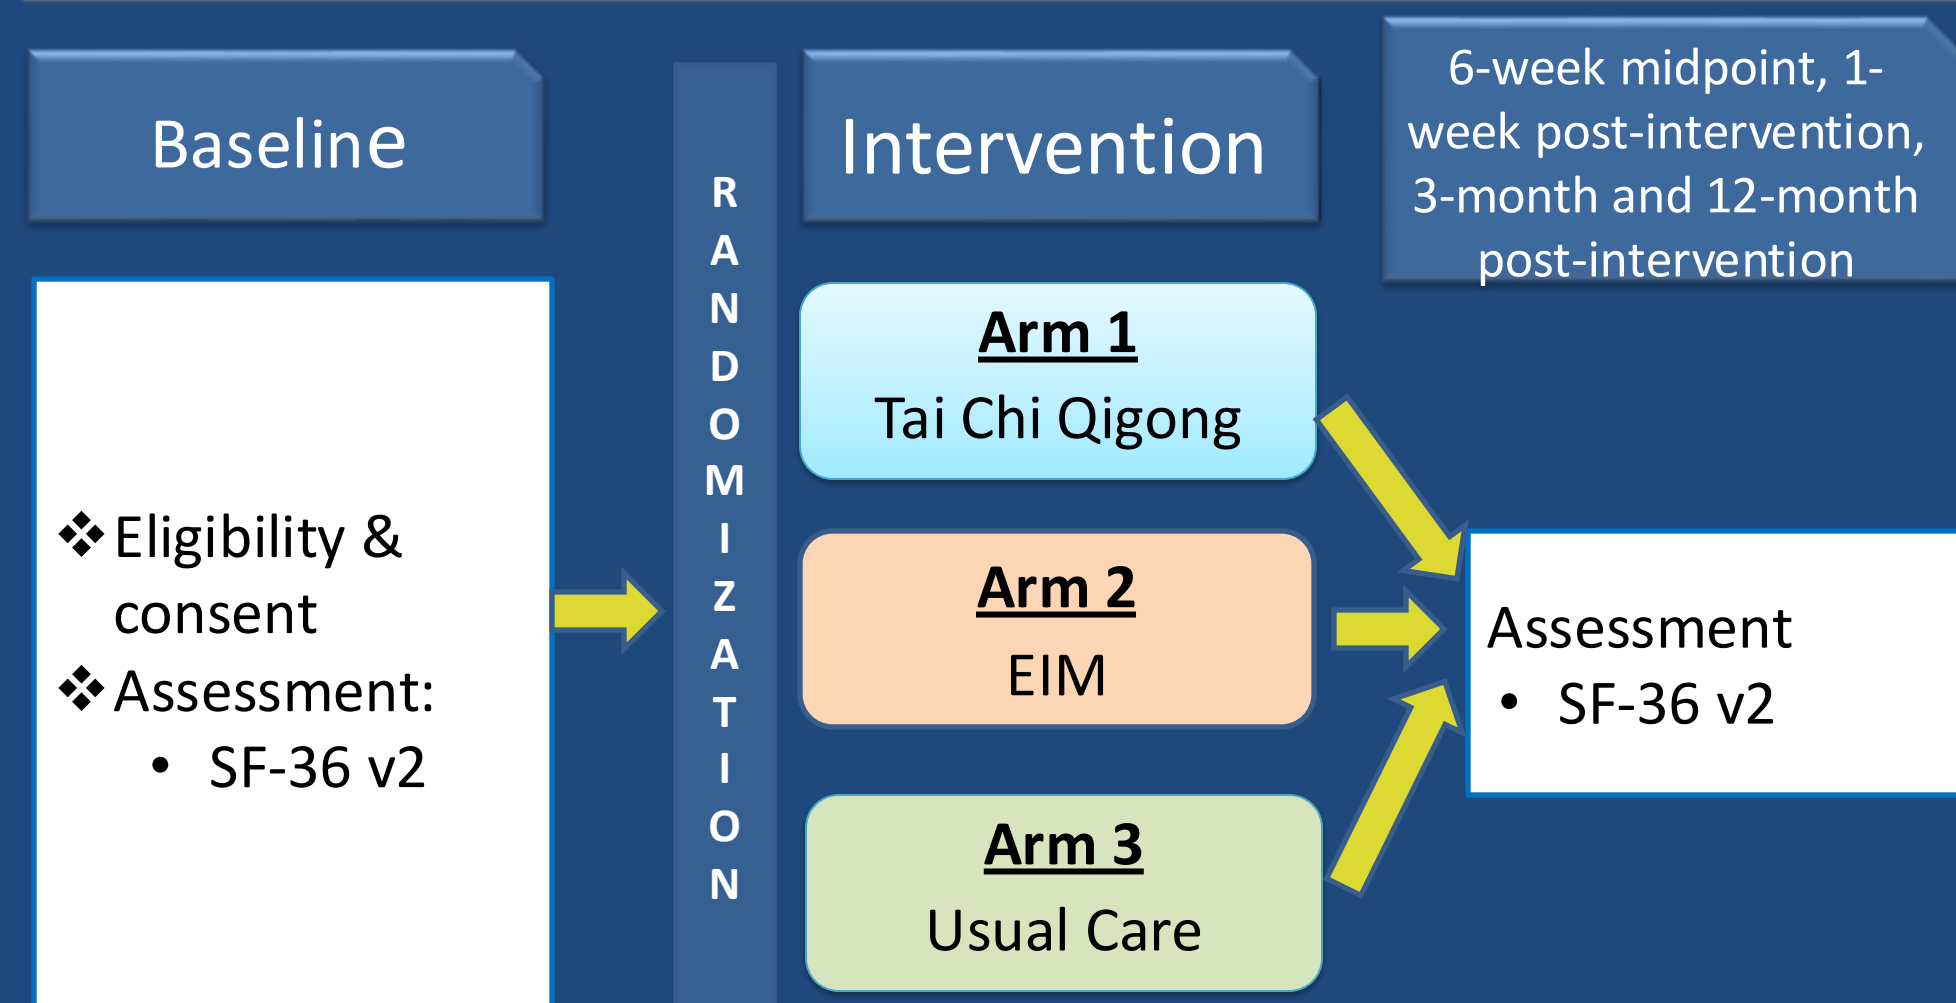 Baseline
❖Eligibility &
consent
❖Assessment:
• SF-36 v2
RANDOMIZATION
Intervention
Arm 1
Tai Chi Qigong
Arm 2
EIM
Arm 3
Usual Care
6-week midpoint, 1-
week post-intervention,
3-month and 12-month
post-intervention
Assessment
• SF-36 v2